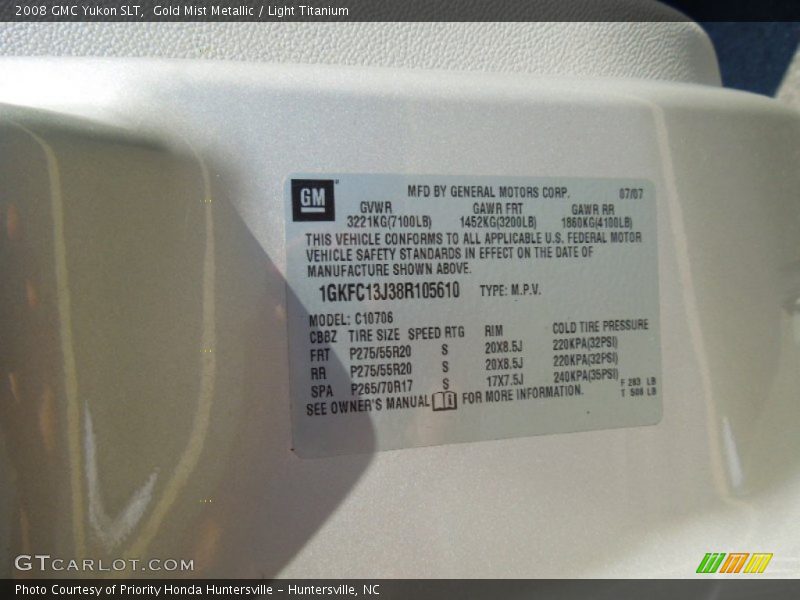 2008 GMC Yukon SLT,  Gold Mist Metallic / Light Titanium
GM
MFD BY GENERAL MOTORS CORP. 07/07
GVWR GAWR FRT GAWR RR
3221KG(7100LB) 1452KG(3200LB) 1860KG(4100LB)
THIS VEHICLE CONFORMS TO ALL APPLICABLE U.S. FEDERAL MOTOR
VEHICLE SAFETY STANDARDS IN EFFECT ON THE DATE OF
MANUFACTURE SHOWN ABOVE.
1GKFC13J38R105610 TYPE: M.P.V.
MODEL: C10706
CBBZ TIRE SIZE SPEED RTG RIM COLD TIRE PRESSURE
FRT P275/55R20 S 20X8.5J 220KPA(32PSI)
RR P275/55R20 S 20X8.5J 220KPA(32PSI)
SPA P265/70R17 S 17X7.5J 240KPA(35PSI)
F 283 LB
T 506 LB
SEE OWNER'S MANUAL FOR MORE INFORMATION.
GTCARLOT.COM
Photo Courtesy of Priority Honda Huntersville - Huntersville, NC